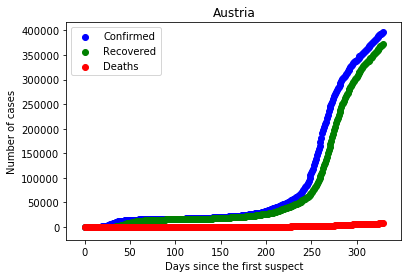 Austria
Confirmed
Recovered
Deaths
400000
350000
300000
250000
200000
150000
100000
50000
0
Number of cases
0 50 100 150 200 250 300
Days since the first suspect